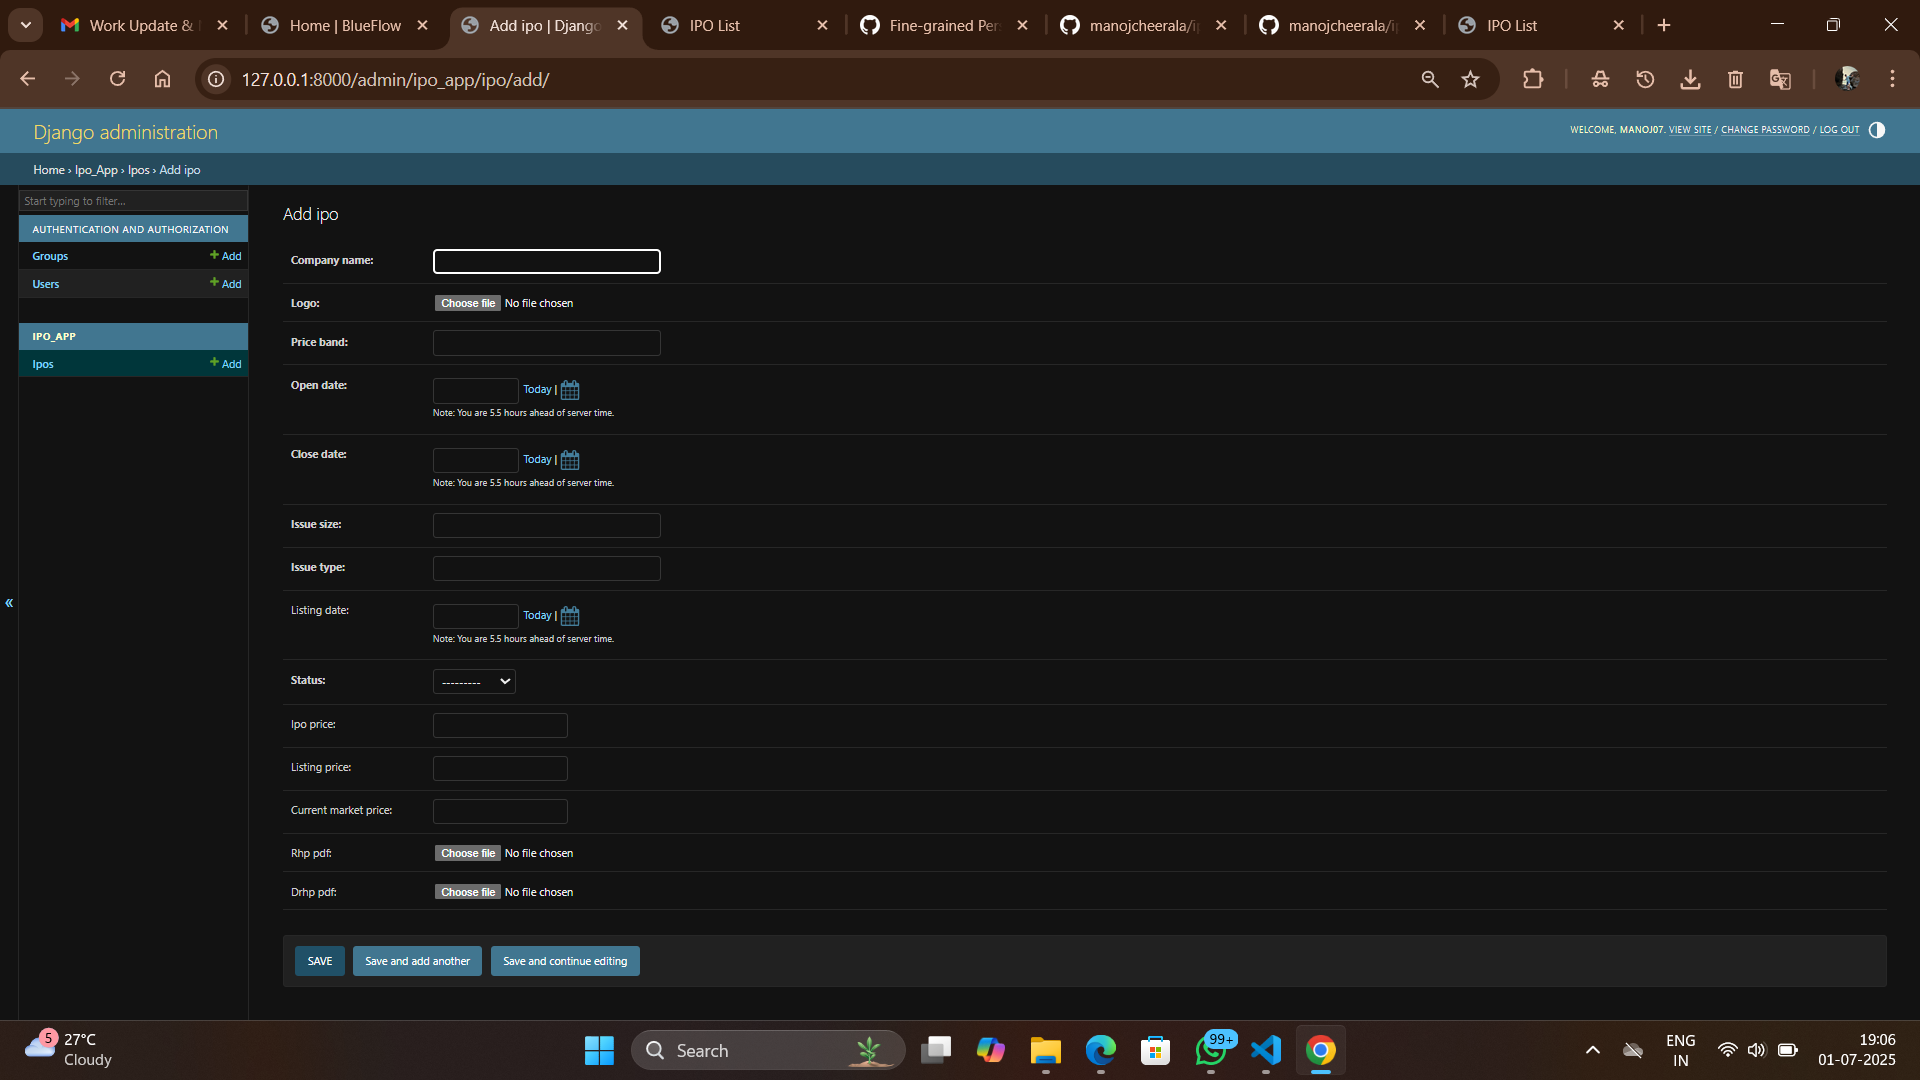 Work Update & 
Home | BlueFlow
Add ipo | Django
IPO List
Fine-grained Per
manojcheerala/i
manojcheerala/i
IPO List
127.0.0.1:8000/admin/ipo_app/ipo/add/
Django administration
WELCOME, MANOJ07. VIEW SITE / CHANGE PASSWORD / LOG OUT
Home › Ipo_App › Ipos › Add ipo
Start typing to filter...
AUTHENTICATION AND AUTHORIZATION
Groups
Add
Users
Add
IPO_APP
Ipos
Add
«
Add ipo
Company name:
Logo:
Choose file No file chosen
Price band:
Open date:
Today |
Note: You are 5.5 hours ahead of server time.
Close date:
Today |
Note: You are 5.5 hours ahead of server time.
Issue size:
Issue type:
Listing date:
Today |
Note: You are 5.5 hours ahead of server time.
Status:
---------
Ipo price:
Listing price:
Current market price:
Rhp pdf:
Choose file No file chosen
Drhp pdf:
Choose file No file chosen
SAVE
Save and add another
Save and continue editing
5
27°C
Cloudy
Search
99+
ENG
IN
19:06
01-07-2025